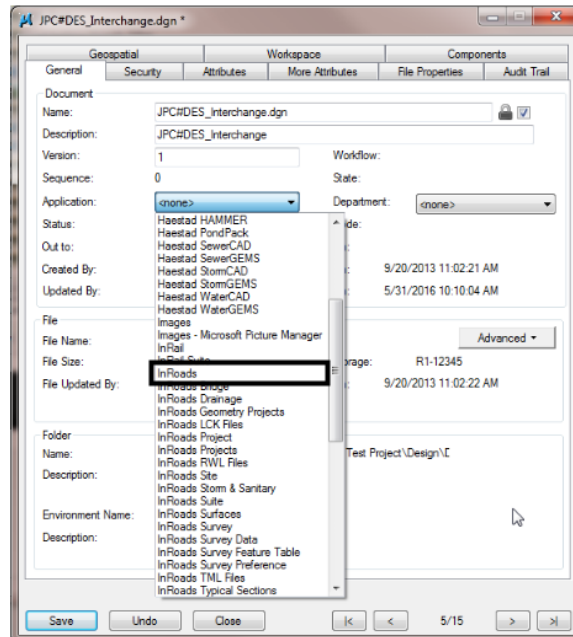 JPC#DES_Interchange.dgn *
Geospatial Workspace Components
General Security Attributes More Attributes File Properties Audit Trail
Document
Name: JPC#DES_Interchange.dgn
Description: JPC#DES_Interchange
Version: 1 Workflow:
Sequence: 0 State:
Application: <none> Department: <none>
Status:
Out to:
Created By: 9/20/2013 11:02:21 AM
Updated By: 5/31/2016 10:10:04 AM
Haestad HAMMER
Haestad PondPack
Haestad SewerCAD
Haestad SewerGEMS
Haestad StormCAD
Haestad StormGEMS
Haestad WaterCAD
Haestad WaterGEMS
Images
Images - Microsoft Picture Manager
InRail
InRail Suite
InRoads
InRoads Bridge
InRoads Drainage
InRoads Geometry Projects
InRoads LCK Files
InRoads Project
InRoads Projects
InRoads RWL Files
InRoads Site
InRoads Storm & Sanitary
InRoads Suite
InRoads Surfaces
InRoads Survey
InRoads Survey Data
InRoads Survey Feature Table
InRoads Survey Preference
InRoads TML Files
InRoads Typical Sections
File
File Name: Advanced
File Size: R1-12345
File Updated By: 9/20/2013 11:02:22 AM
Folder
Name: Test Project\Design\
Description:
Environment Name:
Description:
Save Undo Close |< < 5/15 > >|